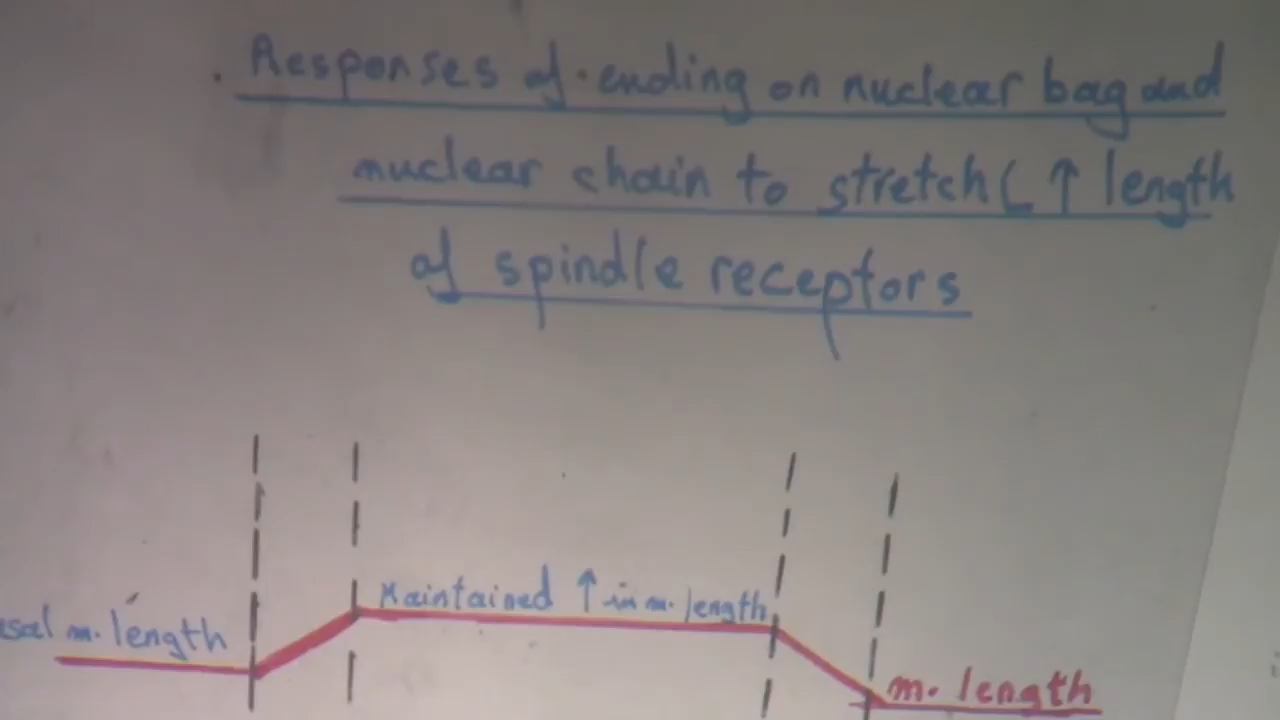 Responses of ending on nuclear bag and
nuclear chain to stretch ( ↑ length
of spindle receptors
Maintained ↑ in m. length
m. length
m. length